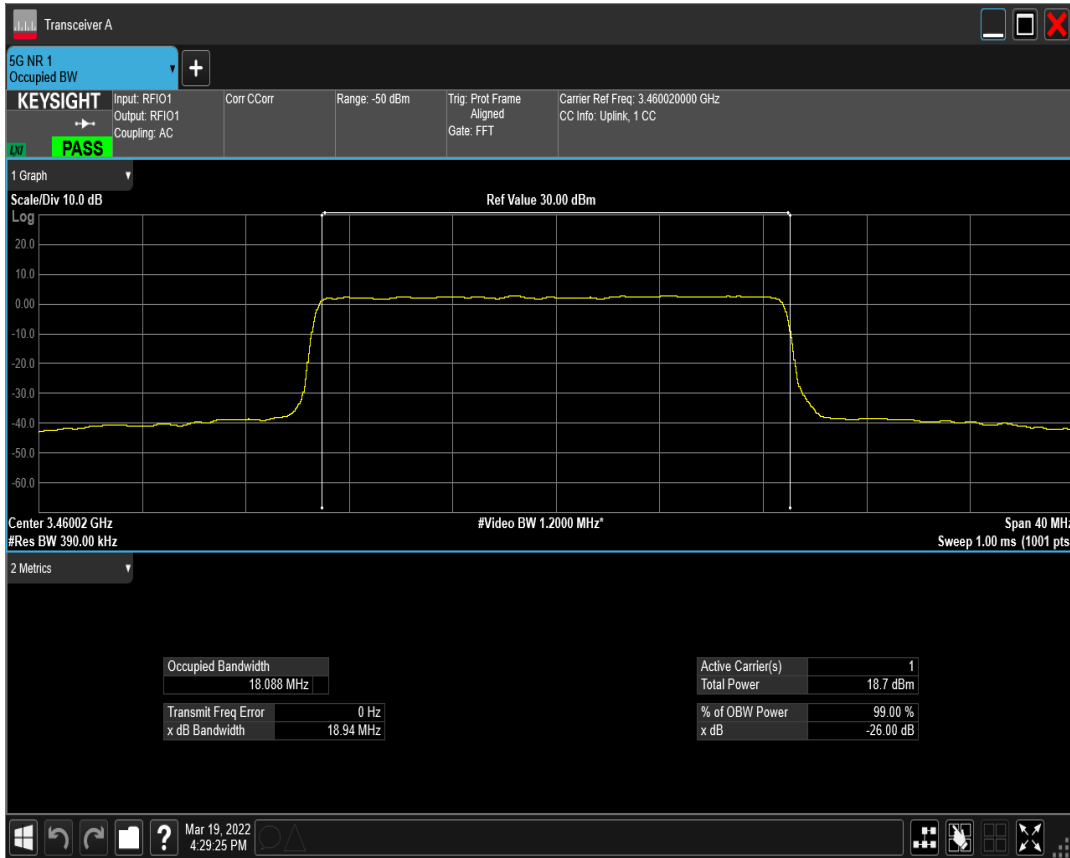 Transceiver A
5G NR 1
Occupied BW
KEYSIGHT
LXI
PASS
Input: RFIO1
Output: RFIO1
Coupling: AC
Corr CCorr
Range: -50 dBm
Trig: Prot Frame
Aligned
Gate: FFT
Carrier Ref Freq: 3.460020000 GHz
CC Info: Uplink, 1 CC
1 Graph
Scale/Div 10.0 dB
Ref Value 30.00 dBm
Log
20.0
10.0
0.00
-10.0
-20.0
-30.0
-40.0
-50.0
-60.0
Center 3.46002 GHz
#Video BW 1.2000 MHz*
Span 40 MHz
#Res BW 390.00 kHz
Sweep 1.00 ms (1001 pts
2 Metrics
Occupied Bandwidth
18.088 MHz
Transmit Freq Error 0 Hz
x dB Bandwidth 18.94 MHz
Active Carrier(s) 1
Total Power 18.7 dBm
% of OBW Power 99.00 %
x dB -26.00 dB
?
Mar 19, 2022
4:29:25 PM